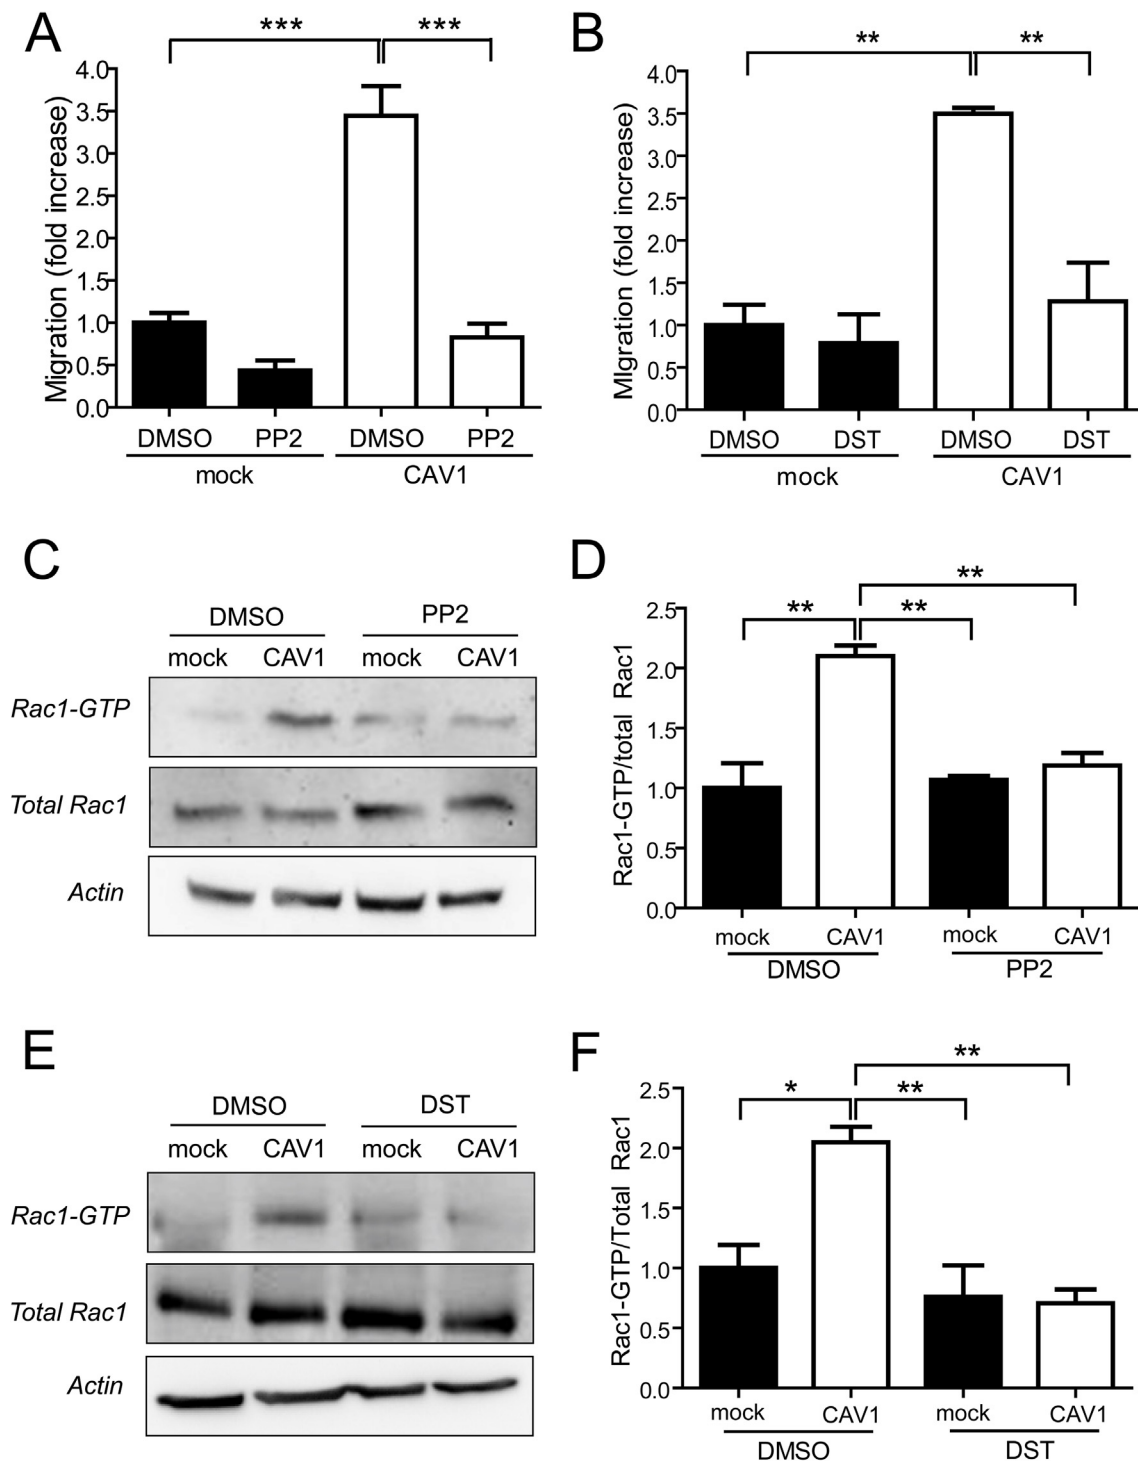 A
*** ***
4.0
3.5
3.0
2.5
2.0
1.5
1.0
0.5
0.0
Migration (fold increase)
DMSO PP2 DMSO PP2
mock CAV1
B
** **
4.0
3.5
3.0
2.5
2.0
1.5
1.0
0.5
0.0
MIgration (fold increase)
DMSO DST DMSO DST
mock CAV1
C
DMSO PP2
mock CAV1 mock CAV1
Rac1-GTP
Total Rac1
Actin
D
**
** **
2.5
2.0
1.5
1.0
0.5
0.0
Rac1-GTP/total Rac1
mock CAV1 mock CAV1
DMSO PP2
E
DMSO DST
mock CAV1 mock CAV1
Rac1-GTP
Total Rac1
Actin
F
**
* **
2.5
2.0
1.5
1.0
0.5
0.0
Rac1-GTP/Total Rac1
mock CAV1 mock CAV1
DMSO DST